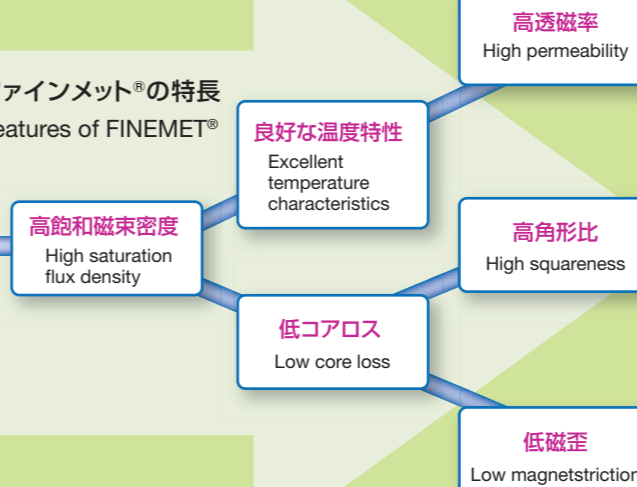 ァインメット®の特長
eatures of FINEMET®
高飽和磁束密度
High saturation
flux density
良好な温度特性
Excellent
temperature
characteristics
低コアロス
Low core loss
高透磁率
High permeability
高角形比
High squareness
低磁歪
Low magnetstriction